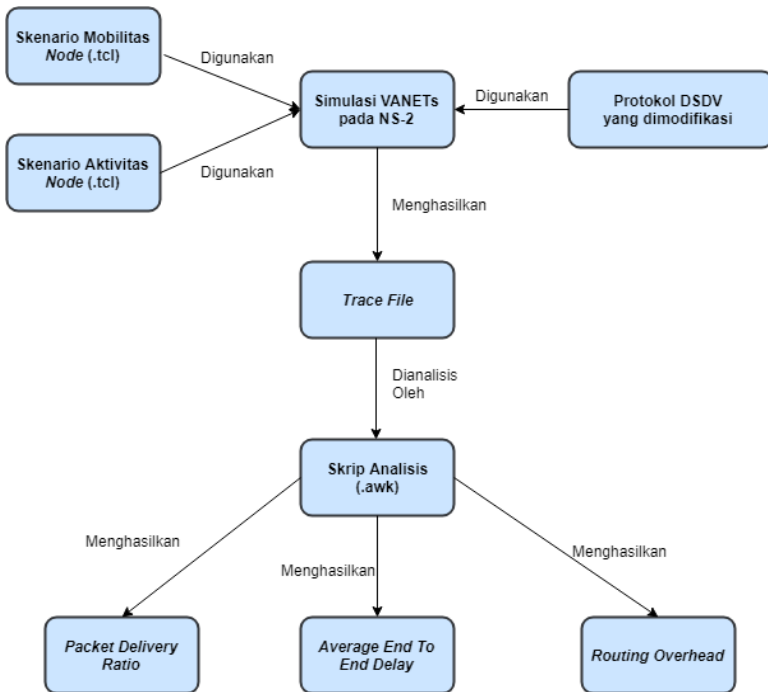 Skenario Mobilitas
Node (.tcl)
Digunakan
Simulasi VANETs
pada NS-2
Digunakan
Protokol DSDV
yang dimodifikasi
Skenario Aktivitas
Node (.tcl)
Digunakan
Menghasilkan
Trace File
Dianalisis
Oleh
Skrip Analisis
(.awk)
Menghasilkan
Menghasilkan
Menghasilkan
Packet Delivery
Ratio
Average End To
End Delay
Routing Overhead